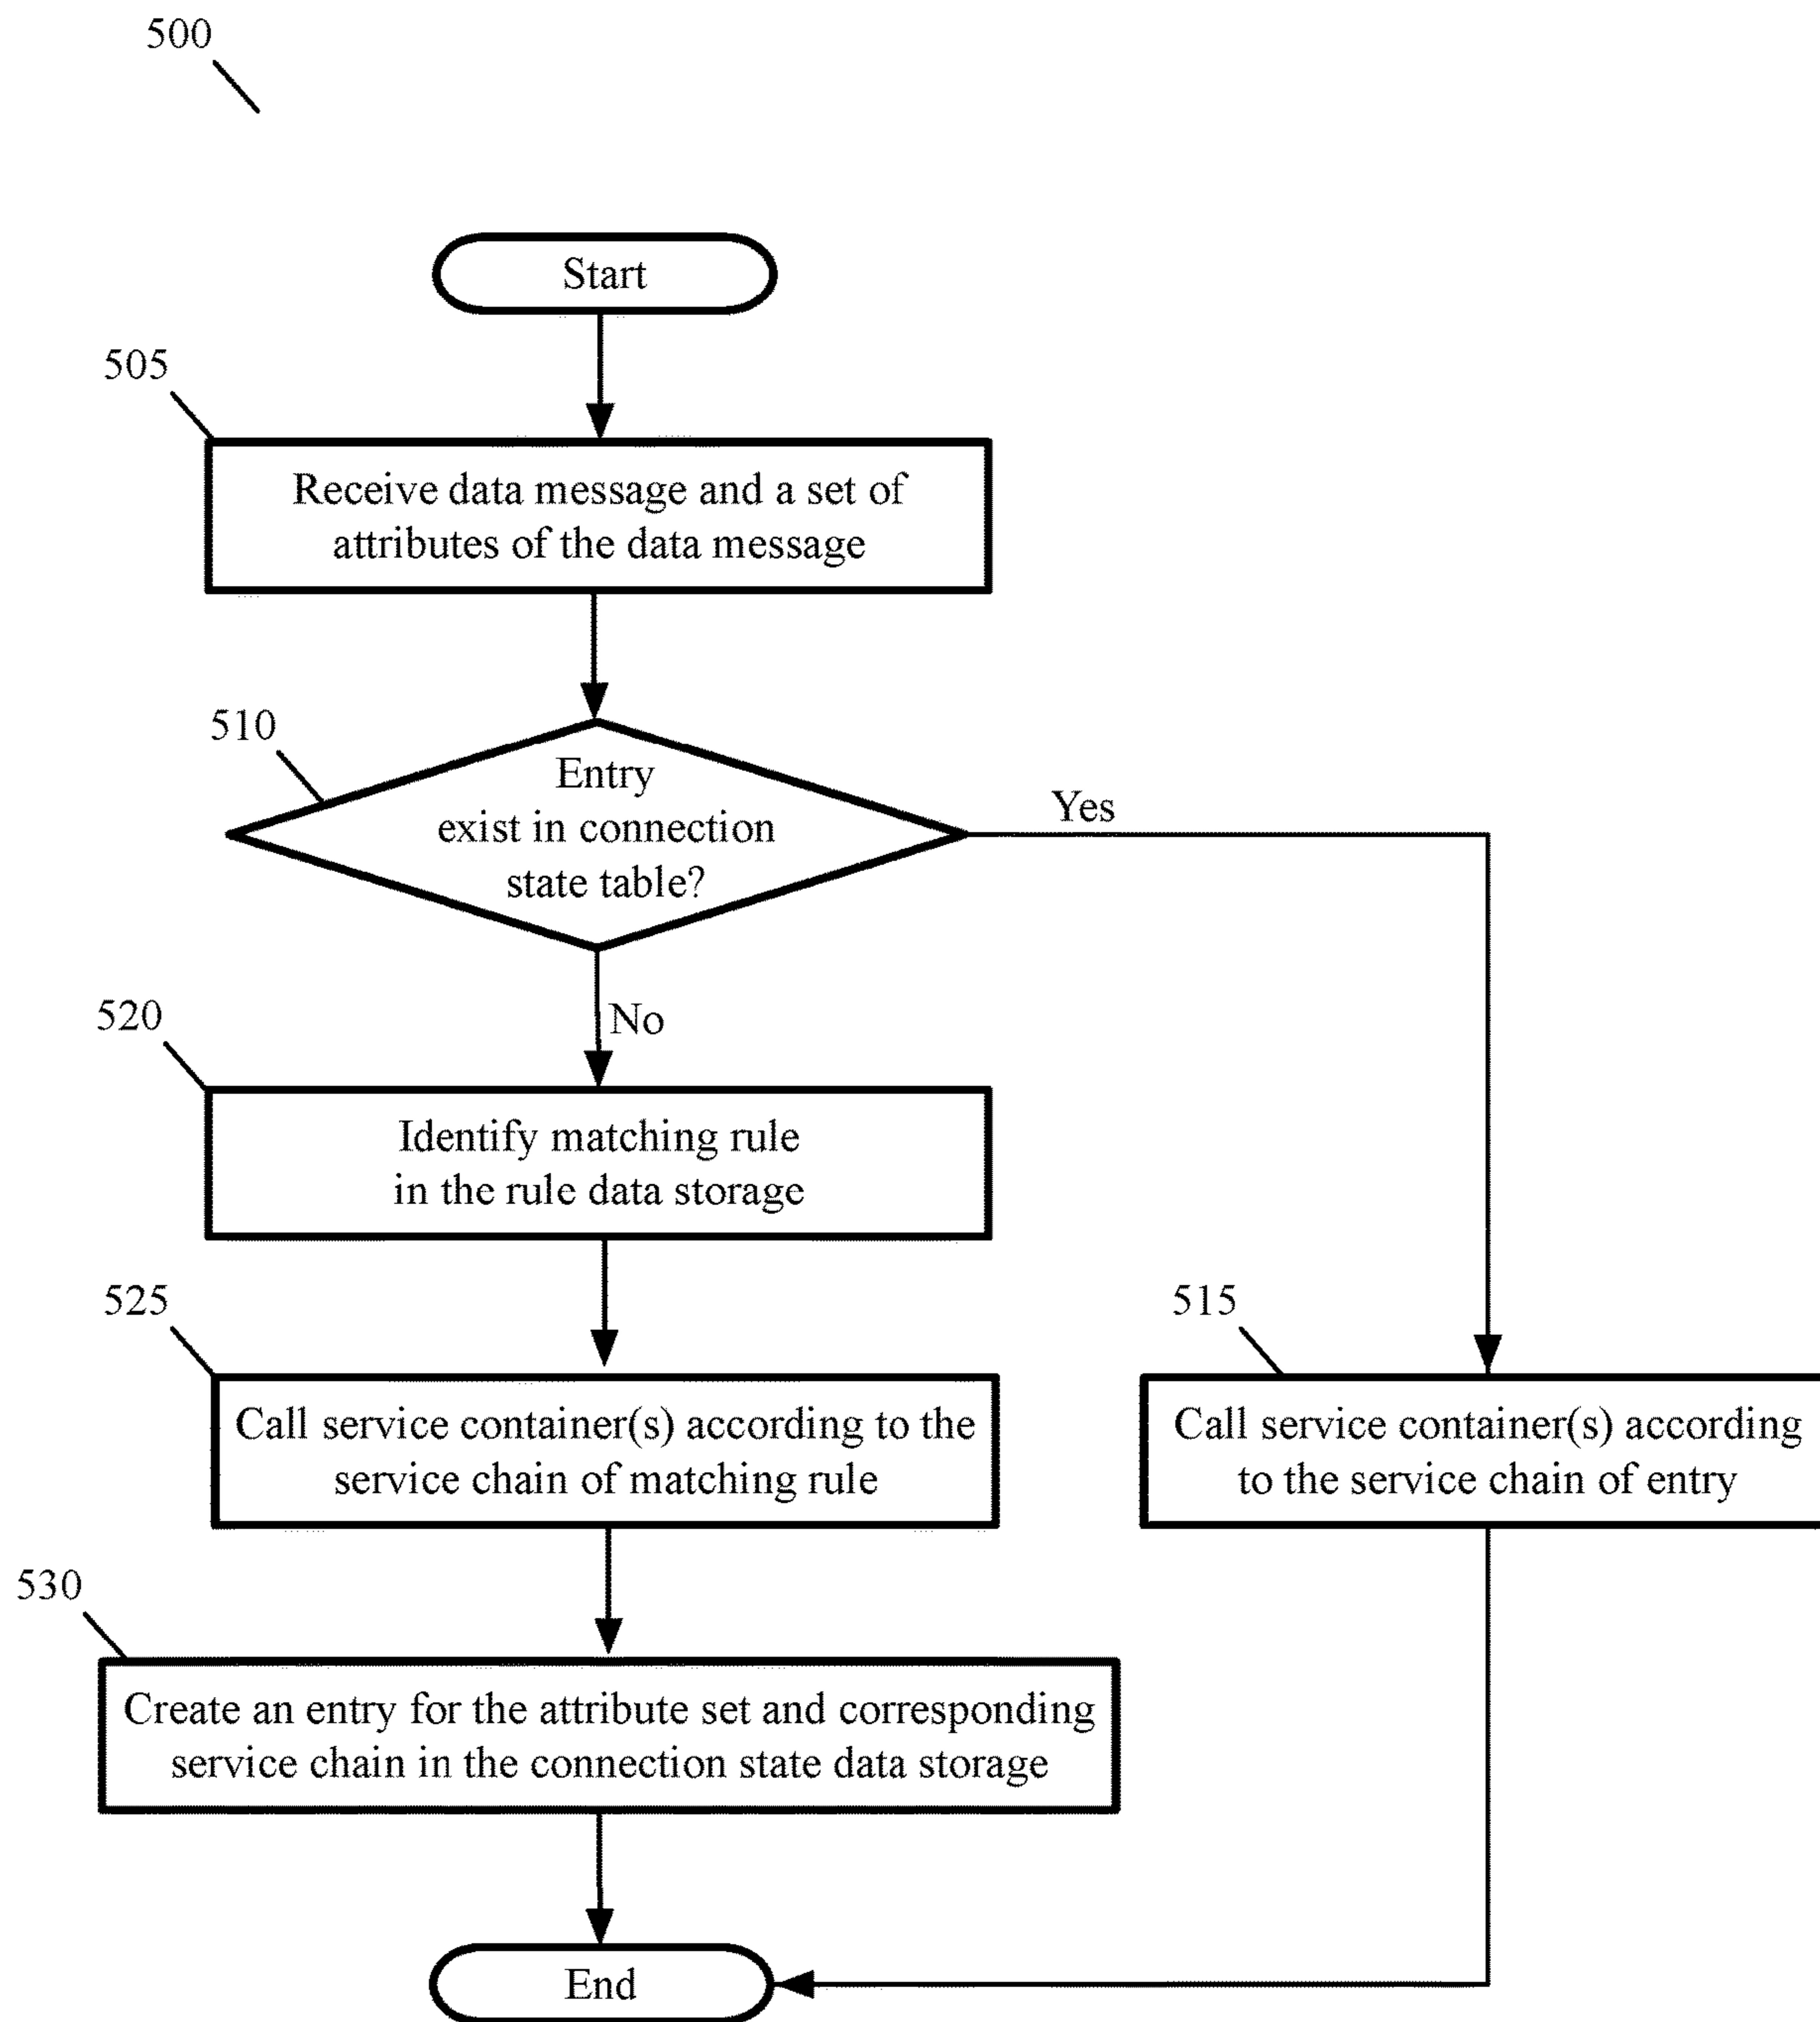 500
Start
505
Receive data message and a set of
attributes of the data message
510
Entry
exist in connection
state table?
Yes
No
520
Identify matching rule
in the rule data storage
525
Call service container(s) according to the
service chain of matching rule
515
Call service container(s) according
to the service chain of entry
530
Create an entry for the attribute set and corresponding
service chain in the connection state data storage
End